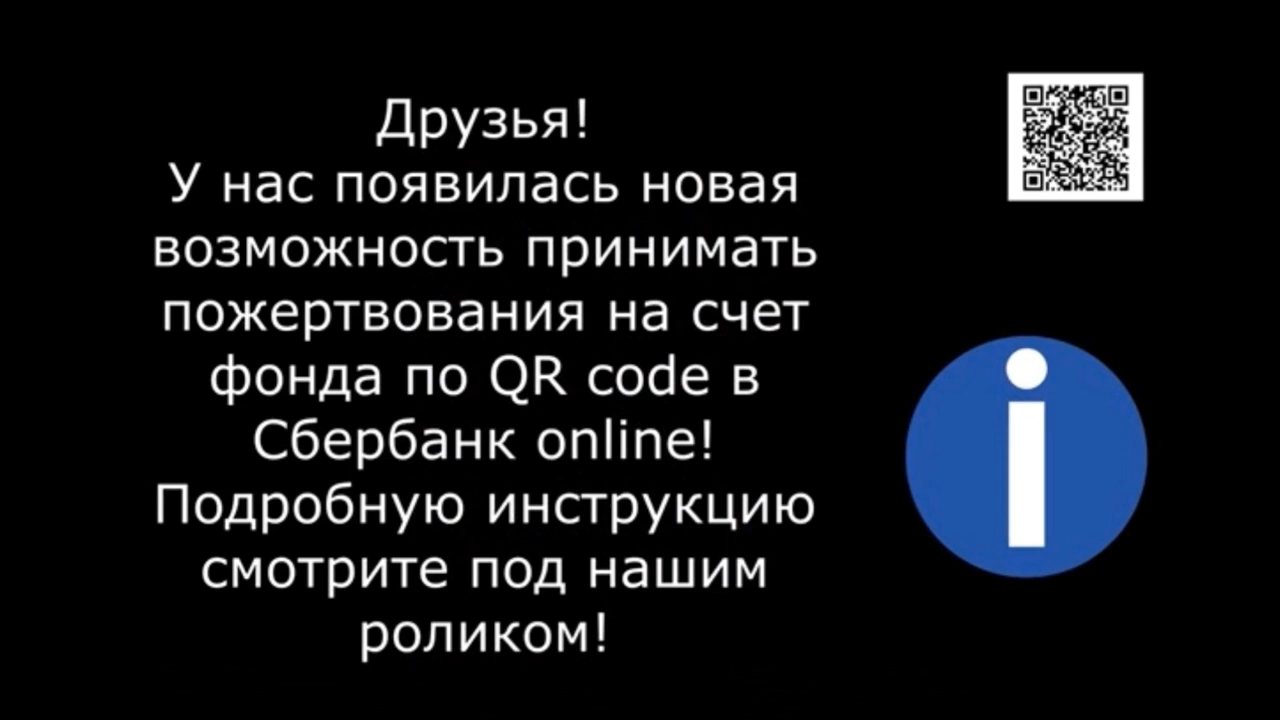 Друзья!
У нас появилась новая
возможность принимать
пожертвования на счет
фонда по QR code в
Сбербанк online!
Подробную инструкцию
смотрите под нашим
роликом!